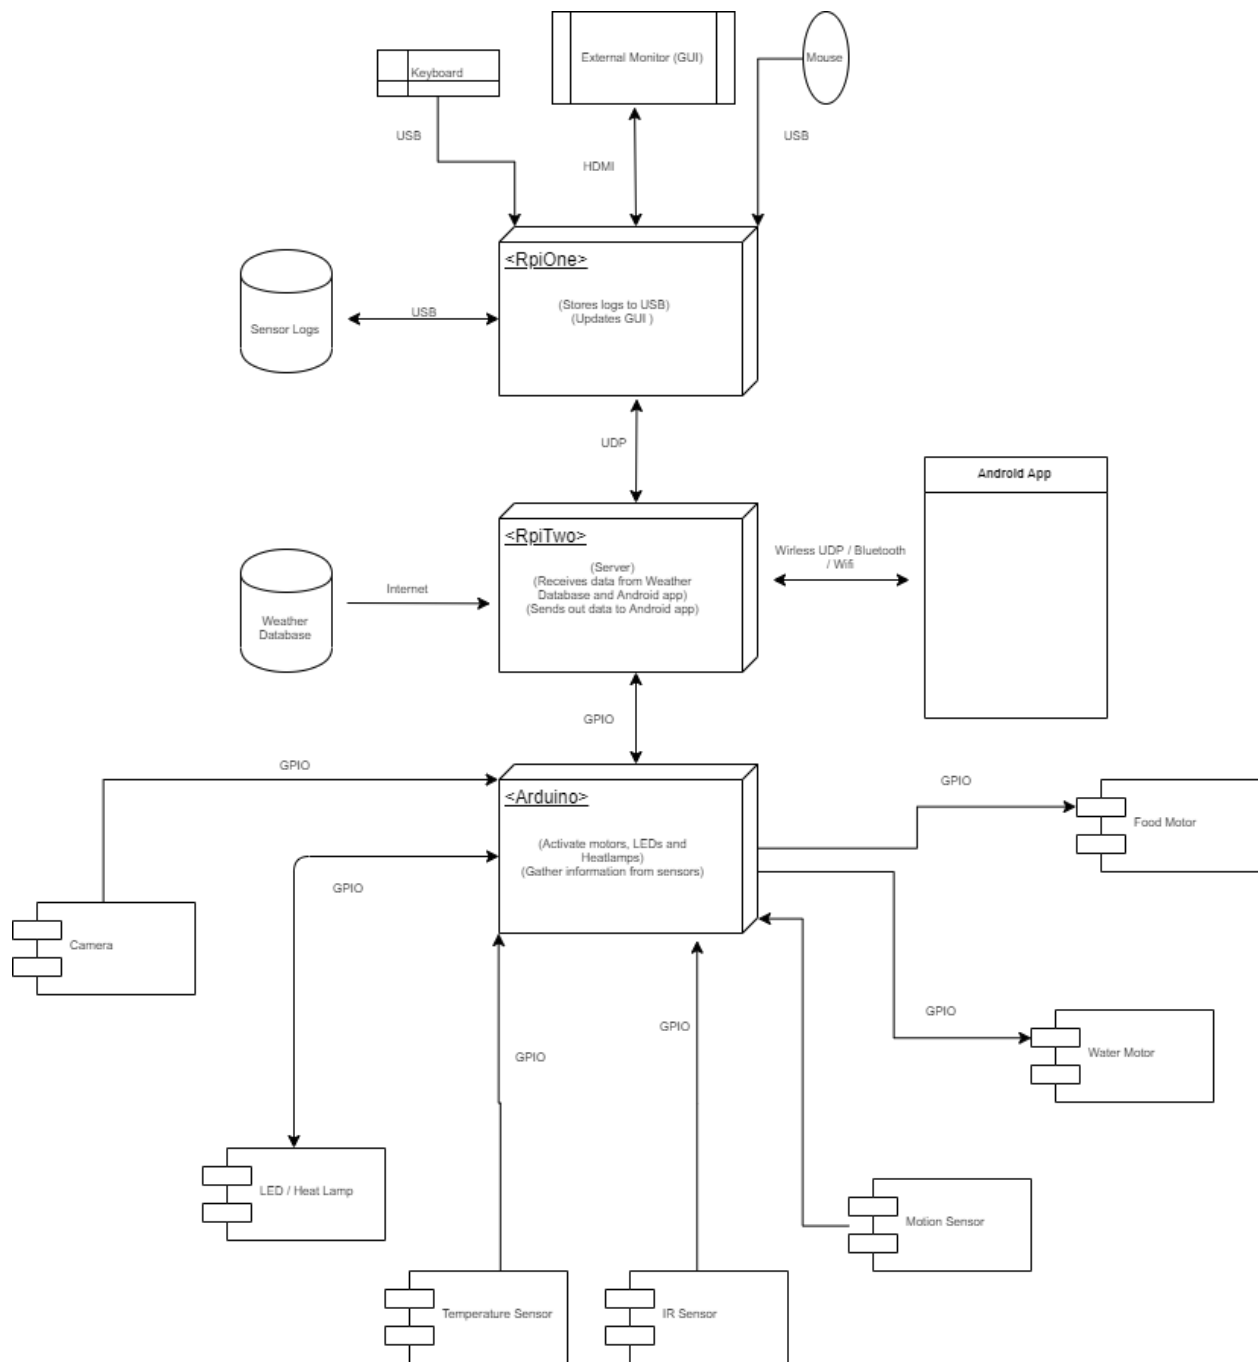 Keyboard
External Monitor (GUI)
Mouse
USB
HDMI
USB
<RpiOne>
(Stores logs to USB)
(Updates GUI )
Sensor Logs
USB
UDP
Android App
<RpiTwo>
(Server)
(Receives data from Weather
Database and Android app)
(Sends out data to Android app)
Wirless UDP / Bluetooth
/ Wifi
Internet
Weather
Database
GPIO
GPIO
<Arduino>
(Activate motors, LEDs and
Heatlamps)
(Gather information from sensors)
GPIO
Food Motor
GPIO
Camera
GPIO
GPIO
GPIO
Water Motor
LED / Heat Lamp
Motion Sensor
Temperature Sensor
IR Sensor